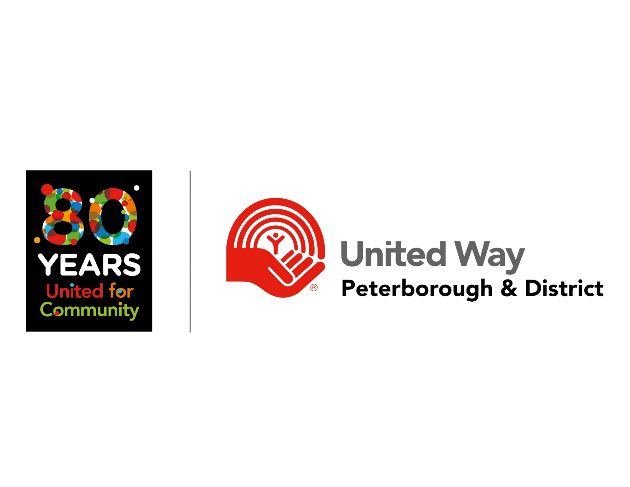 80
YEARS
United for
Community
United Way
Peterborough & District
®